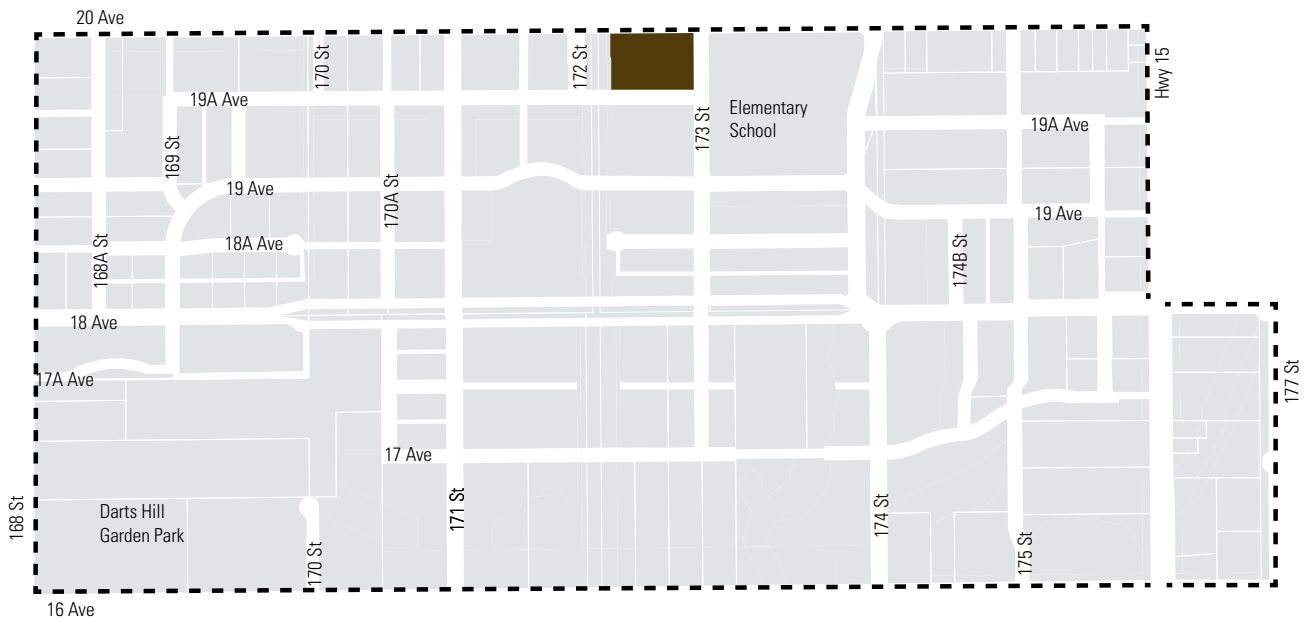 20 Ave
170 St
172 St
Hwy 15
19A Ave
Elementary
School
173 St
19A Ave
169 St
19 Ave
170A St
19 Ave
18A Ave
168A St
174B St
18 Ave
17A Ave
177 St
17 Ave
168 St
Darts Hill
Garden Park
171 St
174 St
170 St
175 St
16 Ave